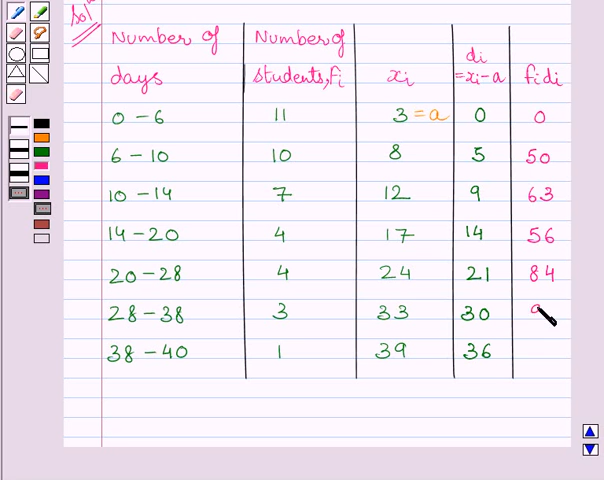 Solⁿ
Number of days Number of students, fi xi di =xi-a fidi
0-6 11 3=a 0 0
6-10 10 8 5 50
10-14 7 12 9 63
14-20 4 17 14 56
20-28 4 24 21 84
28-38 3 33 30
38-40 1 39 36